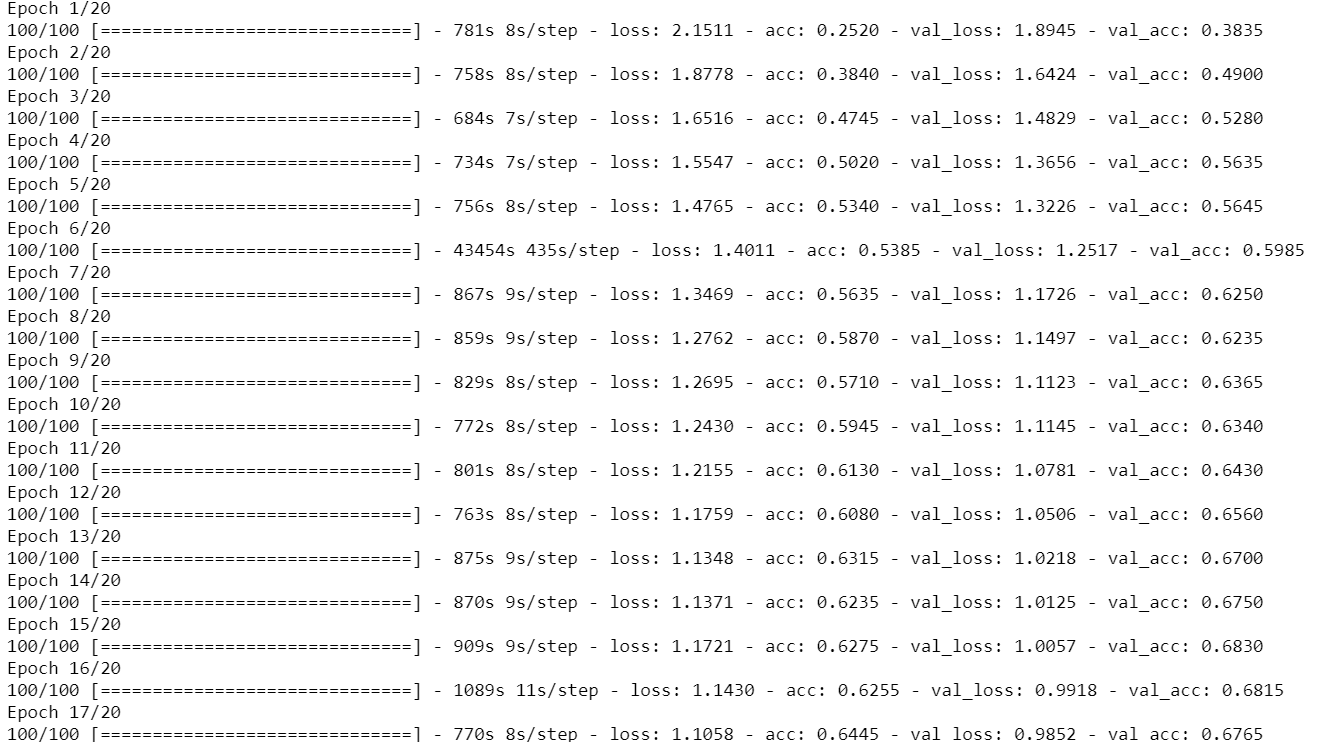 Epoch 1/20
100/100 [==============================] - 781s 8s/step - loss: 2.1511 - acc: 0.2520 - val_loss: 1.8945 - val_acc: 0.3835
Epoch 2/20
100/100 [==============================] - 758s 8s/step - loss: 1.8778 - acc: 0.3840 - val_loss: 1.6424 - val_acc: 0.4900
Epoch 3/20
100/100 [==============================] - 684s 7s/step - loss: 1.6516 - acc: 0.4745 - val_loss: 1.4829 - val_acc: 0.5280
Epoch 4/20
100/100 [==============================] - 734s 7s/step - loss: 1.5547 - acc: 0.5020 - val_loss: 1.3656 - val_acc: 0.5635
Epoch 5/20
100/100 [==============================] - 756s 8s/step - loss: 1.4765 - acc: 0.5340 - val_loss: 1.3226 - val_acc: 0.5645
Epoch 6/20
100/100 [==============================] - 43454s 435s/step - loss: 1.4011 - acc: 0.5385 - val_loss: 1.2517 - val_acc: 0.5985
Epoch 7/20
100/100 [==============================] - 867s 9s/step - loss: 1.3469 - acc: 0.5635 - val_loss: 1.1726 - val_acc: 0.6250
Epoch 8/20
100/100 [==============================] - 859s 9s/step - loss: 1.2762 - acc: 0.5870 - val_loss: 1.1497 - val_acc: 0.6235
Epoch 9/20
100/100 [==============================] - 829s 8s/step - loss: 1.2695 - acc: 0.5710 - val_loss: 1.1123 - val_acc: 0.6365
Epoch 10/20
100/100 [==============================] - 772s 8s/step - loss: 1.2430 - acc: 0.5945 - val_loss: 1.1145 - val_acc: 0.6340
Epoch 11/20
100/100 [==============================] - 801s 8s/step - loss: 1.2155 - acc: 0.6130 - val_loss: 1.0781 - val_acc: 0.6430
Epoch 12/20
100/100 [==============================] - 763s 8s/step - loss: 1.1759 - acc: 0.6080 - val_loss: 1.0506 - val_acc: 0.6560
Epoch 13/20
100/100 [==============================] - 875s 9s/step - loss: 1.1348 - acc: 0.6315 - val_loss: 1.0218 - val_acc: 0.6700
Epoch 14/20
100/100 [==============================] - 870s 9s/step - loss: 1.1371 - acc: 0.6235 - val_loss: 1.0125 - val_acc: 0.6750
Epoch 15/20
100/100 [==============================] - 909s 9s/step - loss: 1.1721 - acc: 0.6275 - val_loss: 1.0057 - val_acc: 0.6830
Epoch 16/20
100/100 [==============================] - 1089s 11s/step - loss: 1.1430 - acc: 0.6255 - val_loss: 0.9918 - val_acc: 0.6815
Epoch 17/20
100/100 [==============================] - 770s 8s/step - loss: 1.1058 - acc: 0.6445 - val_loss: 0.9852 - val_acc: 0.6765